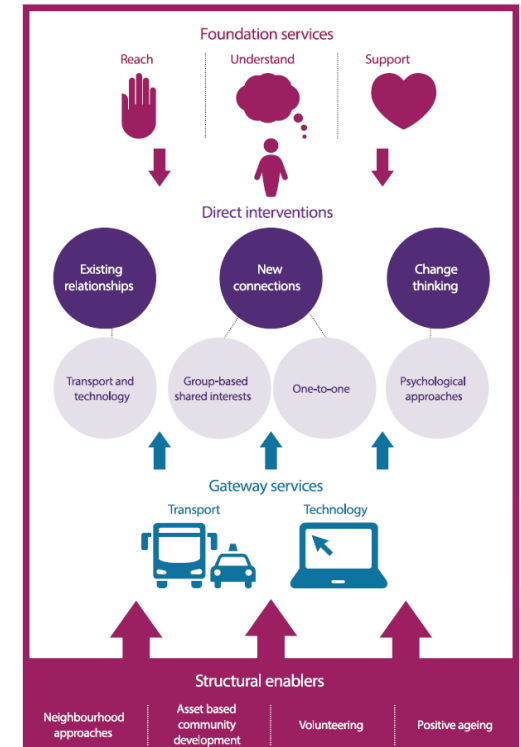 Foundation services
Reach
Understand
Support
Direct interventions
Existing
relationships
New
connections
Change
thinking
Transport and
technology
Group-based
shared interests
One-to-one
Psychological
approaches
Gateway services
Transport
Technology
Structural enablers
Neighbourhood
approaches
Asset based
community
development
Volunteering
Positive ageing